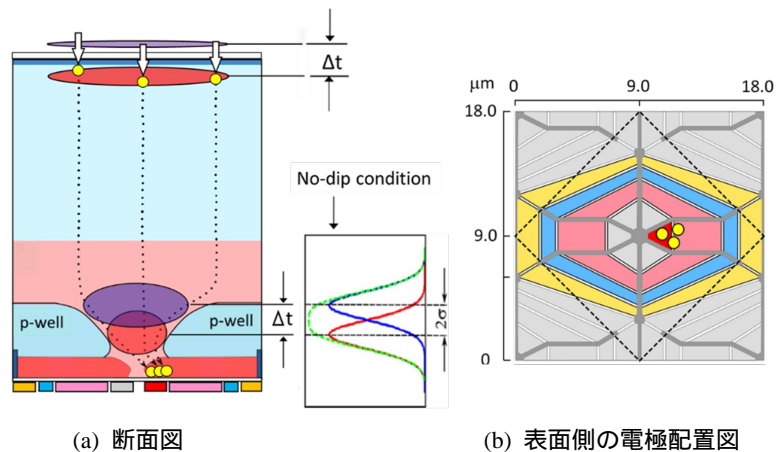 Δt
No-dip condition
p-well
p-well
Δt
2σ
μm
0
9.0
18.0
18.0
9.0
0
(a) 断面図
(b) 表面側の電極配置図